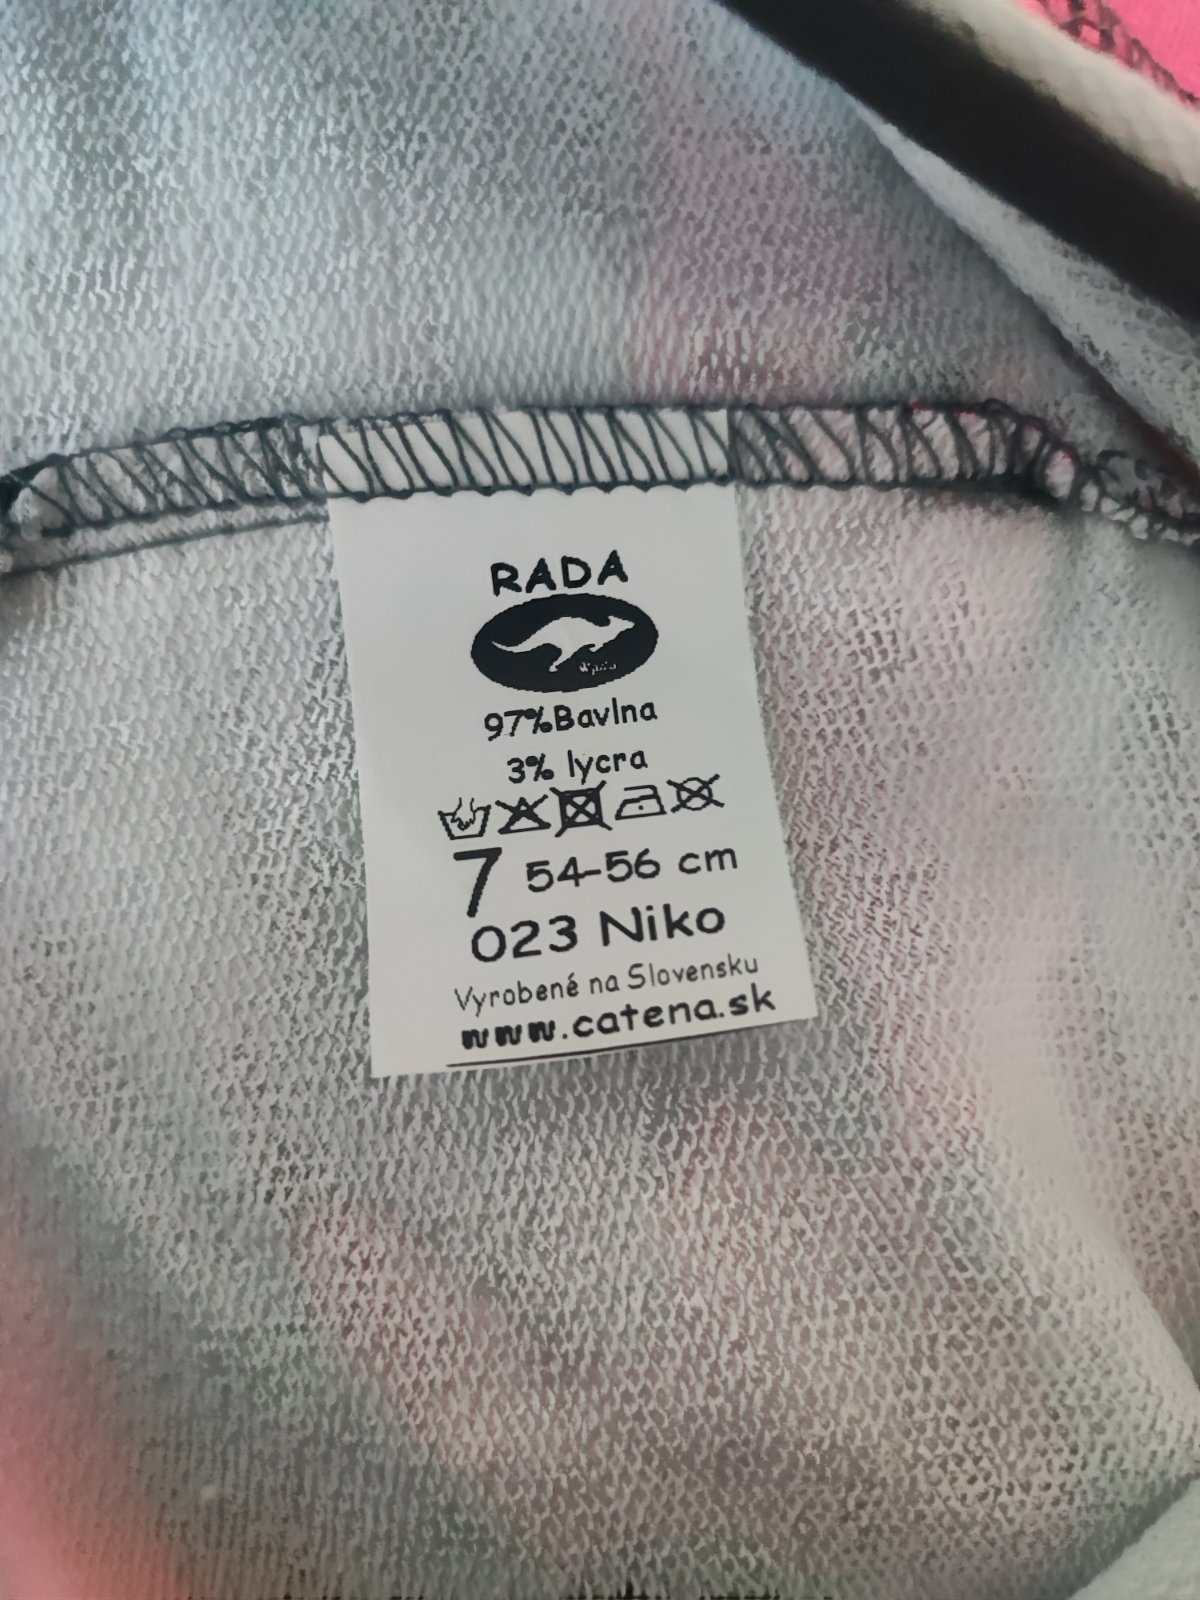 RADA
97%Bavlna
3% lycra
7 54-56 cm
023 Niko
Vyrobené na Slovensku
www.catena.sk